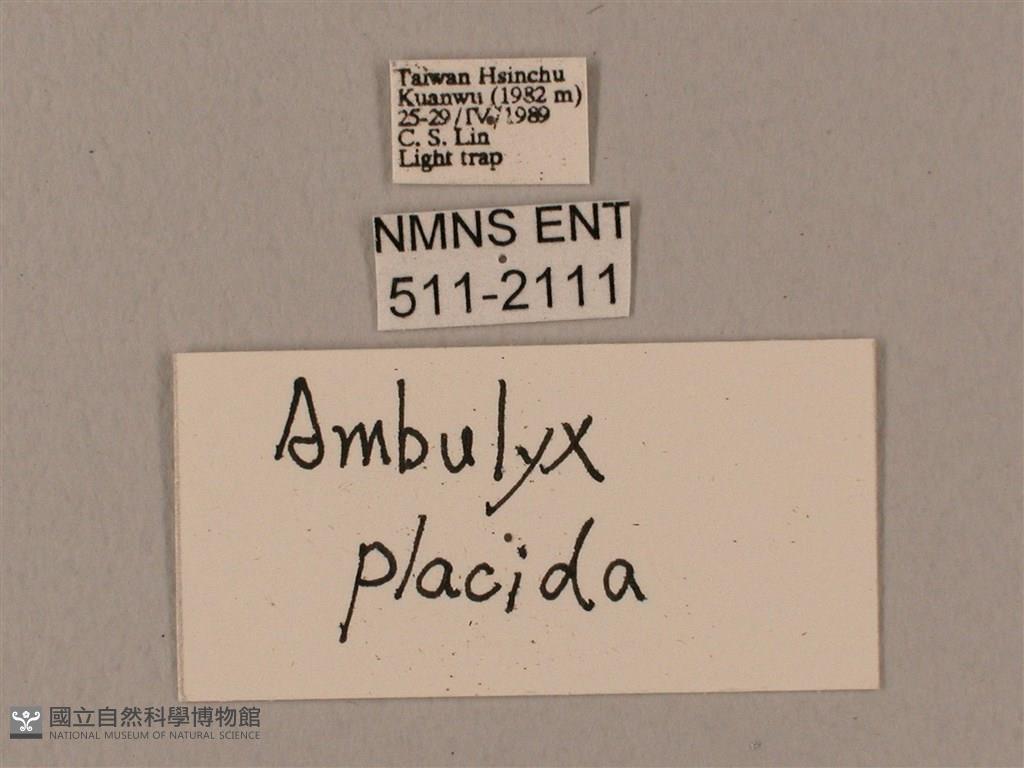 Taiwan Hsinchu
Kuanwu (1982 m)
25-29/IV/1989
C. S. Lin
Light trap
NMNS ENT
511-2111
Ambulyx
placida
國立自然科學博物館
NATIONAL MUSEUM OF NATURAL SCIENCE